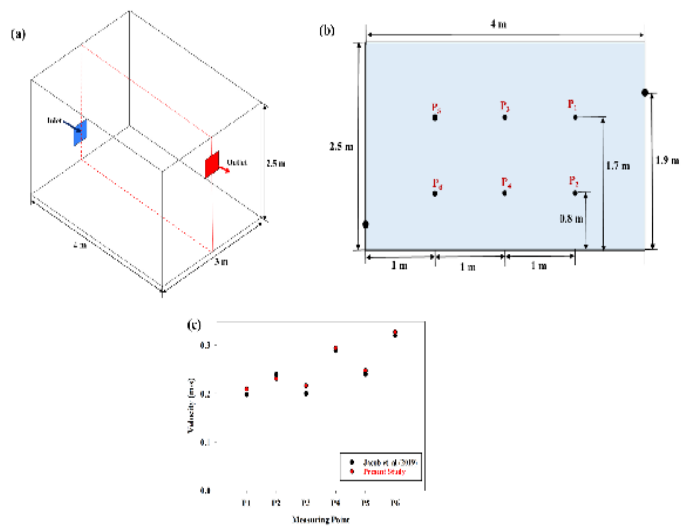 (a)
Inlet
Outlet
2.5 m
4 m
3 m
(b)
4 m
P5 P3 P1
2.5 m
1.9 m
1.7 m
P6 P4 P2
0.8 m
1 m 1 m 1 m
(c)
Velocity (m/s)
0.3
0.2
0.1
0.0
Jacob et al (2019)
Present Study
P1 P2 P3 P4 P5 P6
Measuring Point